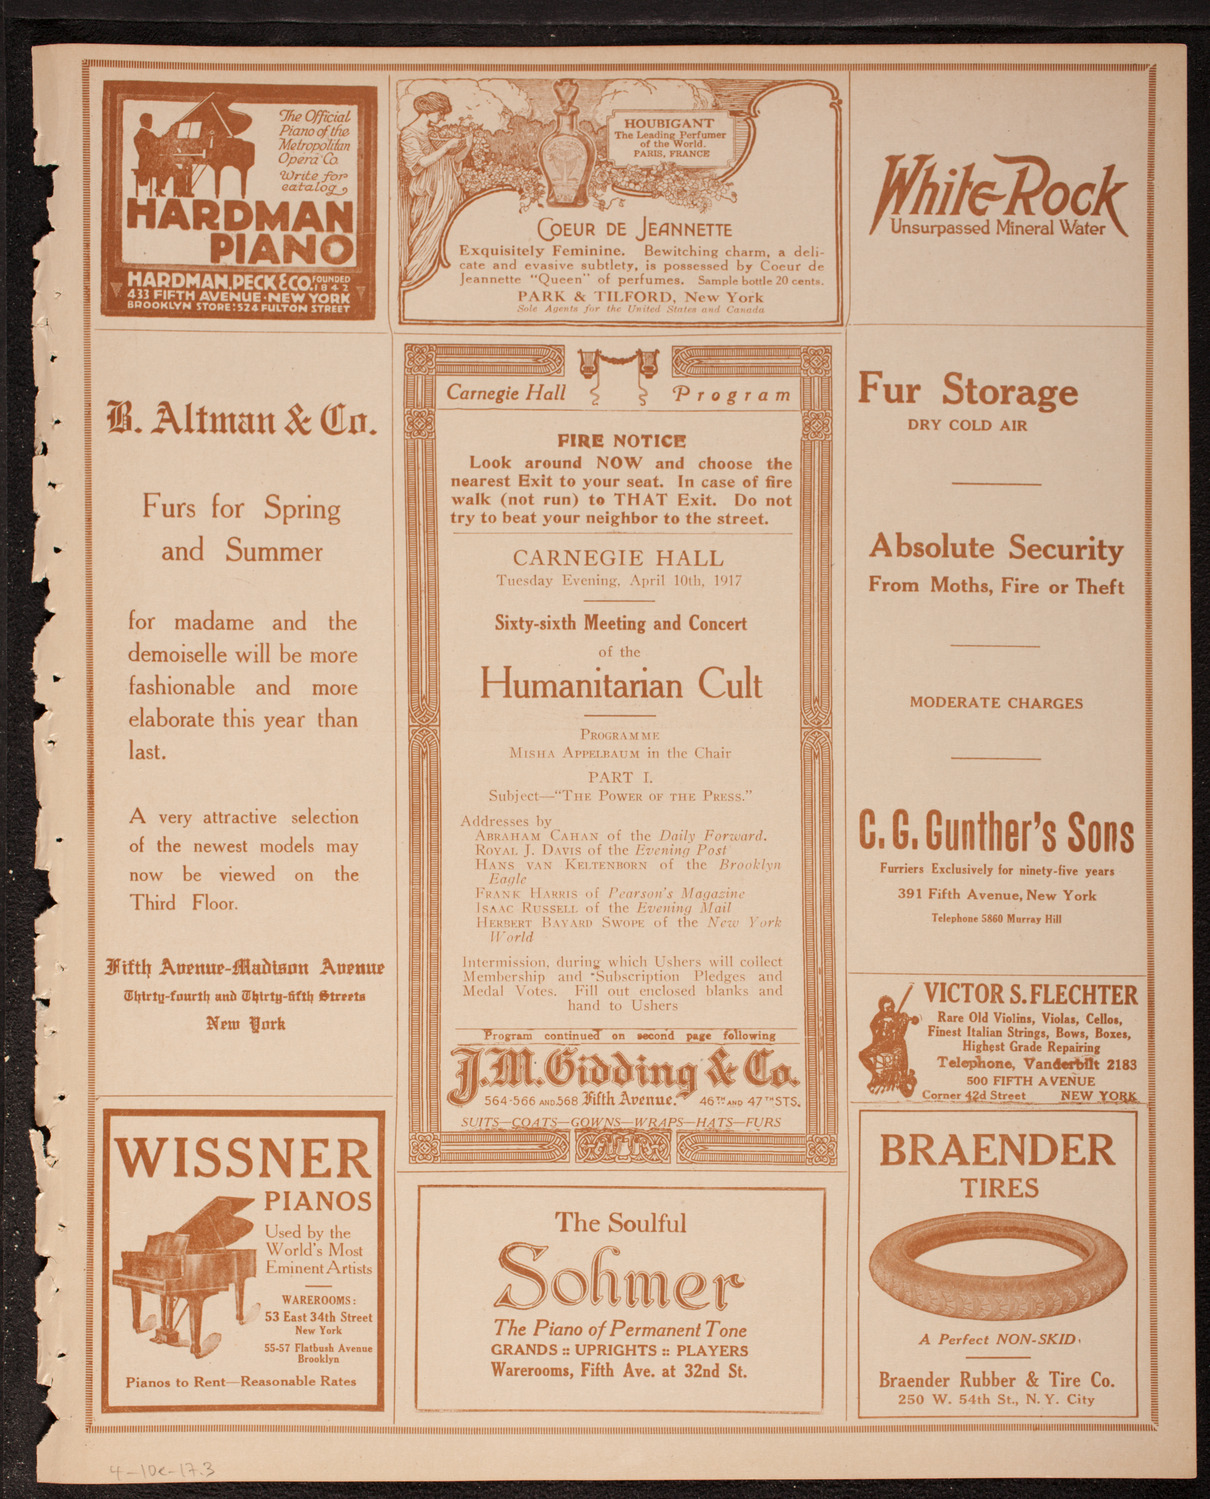 The Official
Piano of the
Metropolitan
Opera Co.
Write for
catalog
HARDMAN
PIANO
HARDMAN, PECK & CO. FOUNDED 1842
433 FIFTH AVENUE · NEW YORK
BROOKLYN STORE: 524 FULTON STREET
HOUBIGANT
The Leading Perfumer
of the World.
PARIS, FRANCE
COEUR DE JEANNETTE
Exquisitely Feminine. Bewitching charm, a deli-
cate and evasive subtlety, is possessed by Coeur de
Jeannette "Queen" of perfumes. Sample bottle 20 cents.
PARK & TILFORD, New York
Sole Agents for the United States and Canada
White Rock
Unsurpassed Mineral Water
B. Altman & Co.
Furs for Spring
and Summer
for madame and the
demoiselle will be more
fashionable and more
elaborate this year than
last.
A very attractive selection
of the newest models may
now be viewed on the
Third Floor.
Fifth Avenue-Madison Avenue
Thirty-fourth and Thirty-fifth Streets
New York
Carnegie Hall Program
FIRE NOTICE
Look around NOW and choose the
nearest Exit to your seat. In case of fire
walk (not run) to THAT Exit. Do not
try to beat your neighbor to the street.
CARNEGIE HALL
Tuesday Evening, April 10th, 1917
Sixty-sixth Meeting and Concert
of the
Humanitarian Cult
PROGRAMME
MISHA APPELBAUM in the Chair
PART I.
Subject—"THE POWER OF THE PRESS."
Addresses by
ABRAHAM CAHAN of the Daily Forward.
ROYAL J. DAVIS of the Evening Post
HANS VAN KELTENBORN of the Brooklyn
Eagle
FRANK HARRIS of Pearson's Magazine
ISAAC RUSSELL of the Evening Mail
HERBERT BAYARD SWOPE of the New York
World
Intermission, during which Ushers will collect
Membership and Subscription Pledges and
Medal Votes. Fill out enclosed blanks and
hand to Ushers
Program continued on second page following
J. M. Gidding & Co.
564-566 AND 568 Fifth Avenue. 46TH AND 47TH STS.
SUITS—COATS—GOWNS—WRAPS—HATS—FURS
Fur Storage
DRY COLD AIR
Absolute Security
From Moths, Fire or Theft
MODERATE CHARGES
C. G. Gunther's Sons
Furriers Exclusively for ninety-five years
391 Fifth Avenue, New York
Telephone 5860 Murray Hill
VICTOR S. FLECHTER
Rare Old Violins, Violas, Cellos,
Finest Italian Strings, Bows, Boxes,
Highest Grade Repairing
Telephone, Vanderbilt 2183
500 FIFTH AVENUE
Corner 42d Street NEW YORK
WISSNER
PIANOS
Used by the
World's Most
Eminent Artists
WAREROOMS:
53 East 34th Street
New York
55-57 Flatbush Avenue
Brooklyn
Pianos to Rent—Reasonable Rates
The Soulful
Sohmer
The Piano of Permanent Tone
GRANDS :: UPRIGHTS :: PLAYERS
Warerooms, Fifth Ave. at 32nd St.
BRAENDER
TIRES
A Perfect NON-SKID
Braender Rubber & Tire Co.
250 W. 54th St., N. Y. City
4-10e-17.3